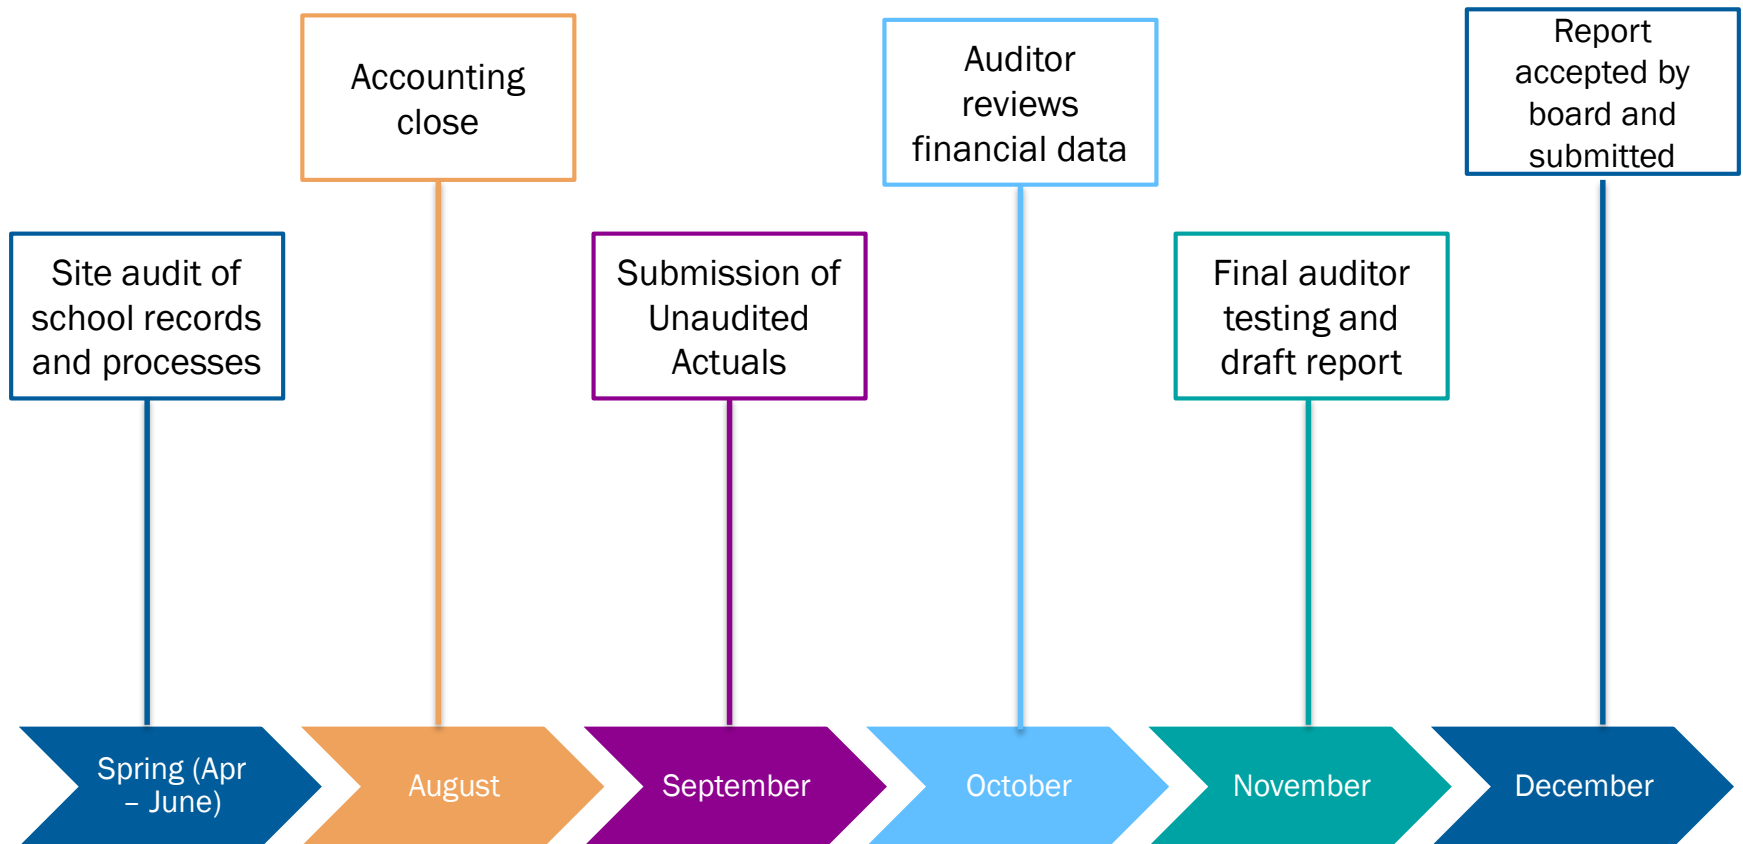 Site audit of
school records
and processes
Accounting
close
Submission of
Unaudited
Actuals
Auditor
reviews
financial data
Final auditor
testing and
draft report
Report
accepted by
board and
submitted
Spring (Apr
– June)
August
September
October
November
December